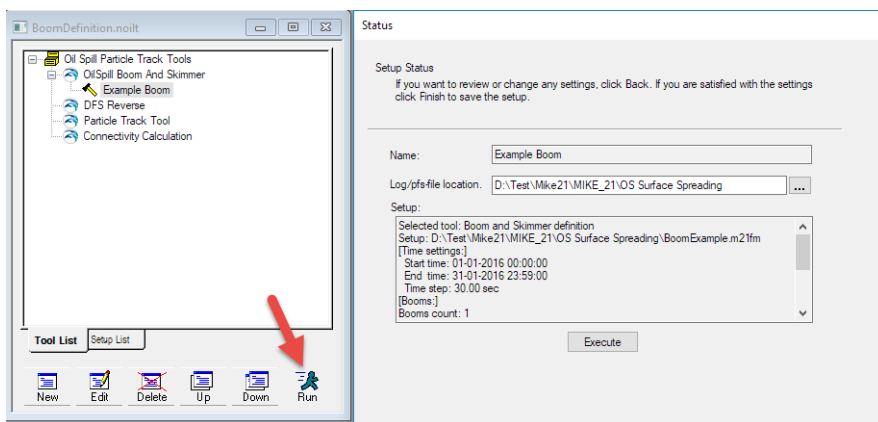 BoomDefinition.noilt
Oil Spill Particle Track Tools
OilSpill Boom And Skimmer
Example Boom
DFS Reverse
Particle Track Tool
Connectivity Calculation
Tool List
Setup List
New
Edit
Delete
Up
Down
Run
Status
Setup Status
If you want to review or change any settings, click Back. If you are satisfied with the settings
click Finish to save the setup.
Name:
Example Boom
Log/pfs-file location.
D:\Test\Mike21\MIKE_21\OS Surface Spreading
...
Setup:
Selected tool: Boom and Skimmer definition
Setup: D:\Test\Mike21\MIKE_21\OS Surface Spreading\BoomExample.m21fm
[Time settings:]
Start time: 01-01-2016 00:00:00
End time: 31-01-2016 23:59:00
Time step: 30.00 sec
[Booms:]
Booms count: 1
Execute